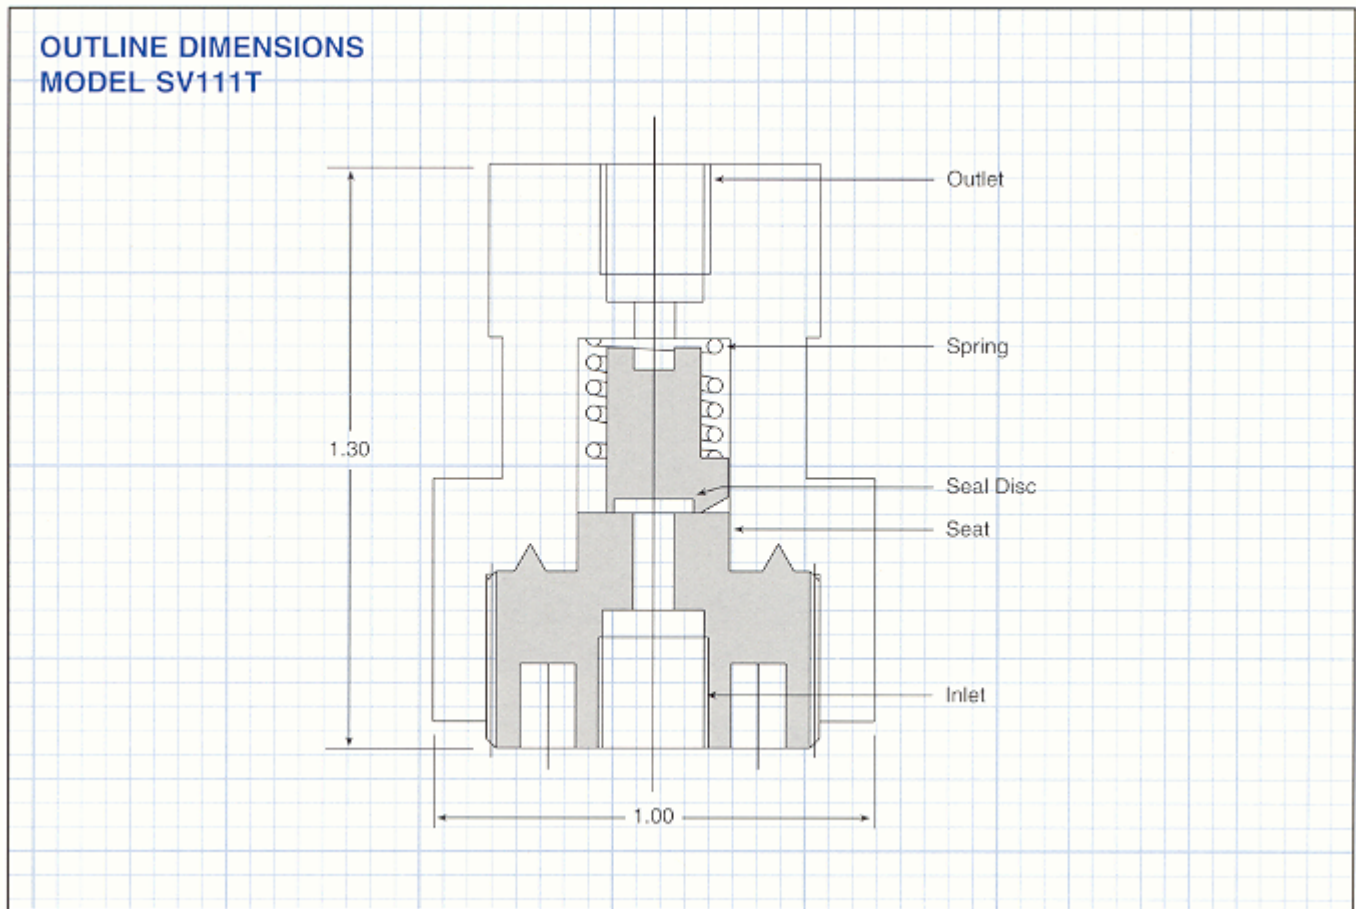 OUTLINE DIMENSIONS
MODEL SV111T
Outlet
Spring
1.30
Seal Disc
Seat
Inlet
1.00